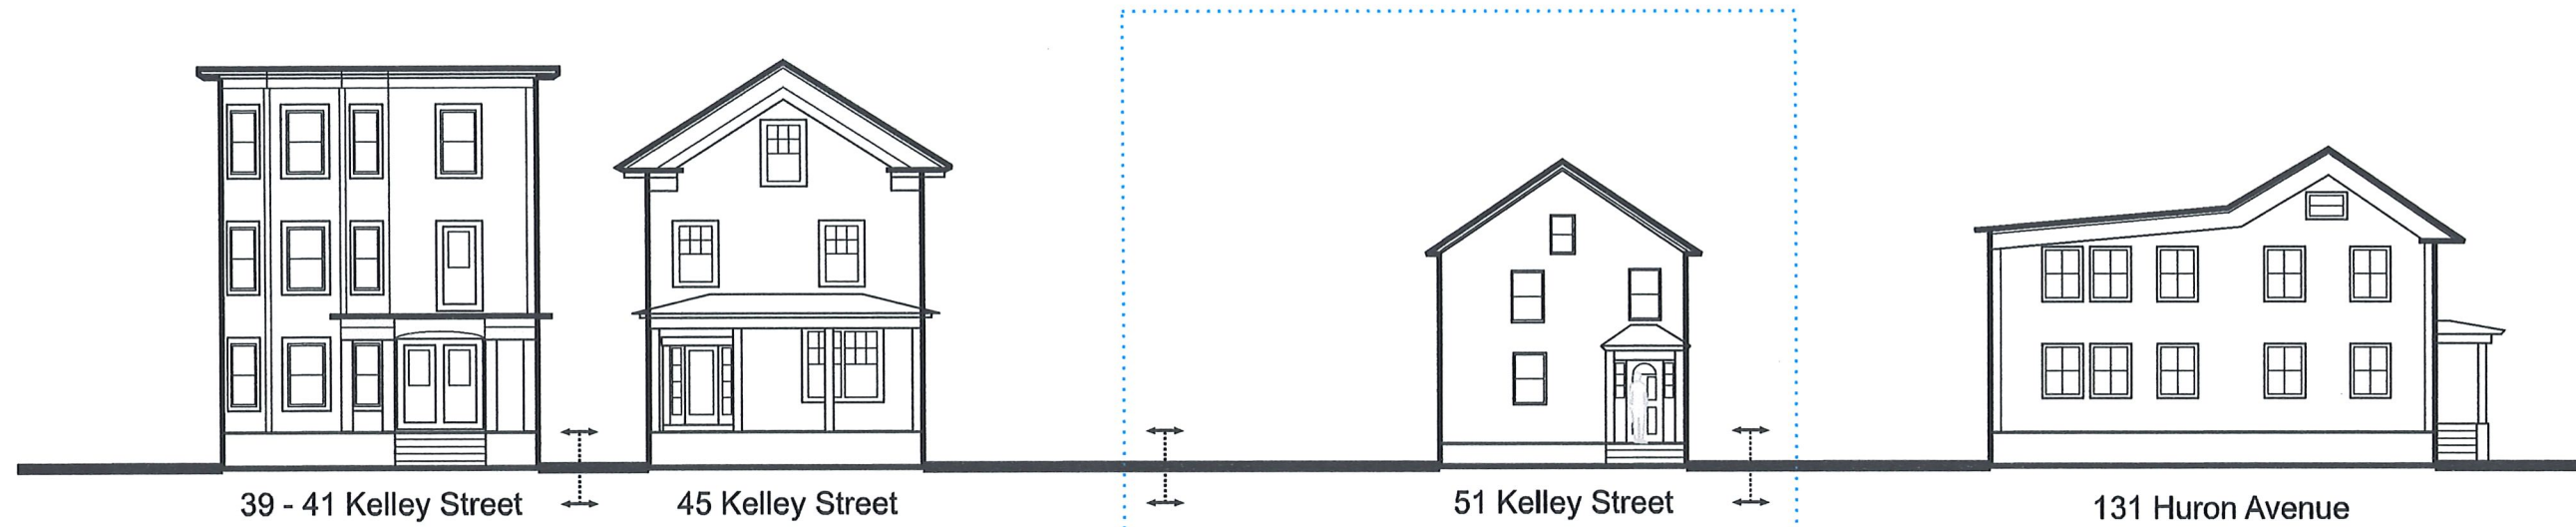 39 - 41 Kelley Street
45 Kelley Street
51 Kelley Street
131 Huron Avenue